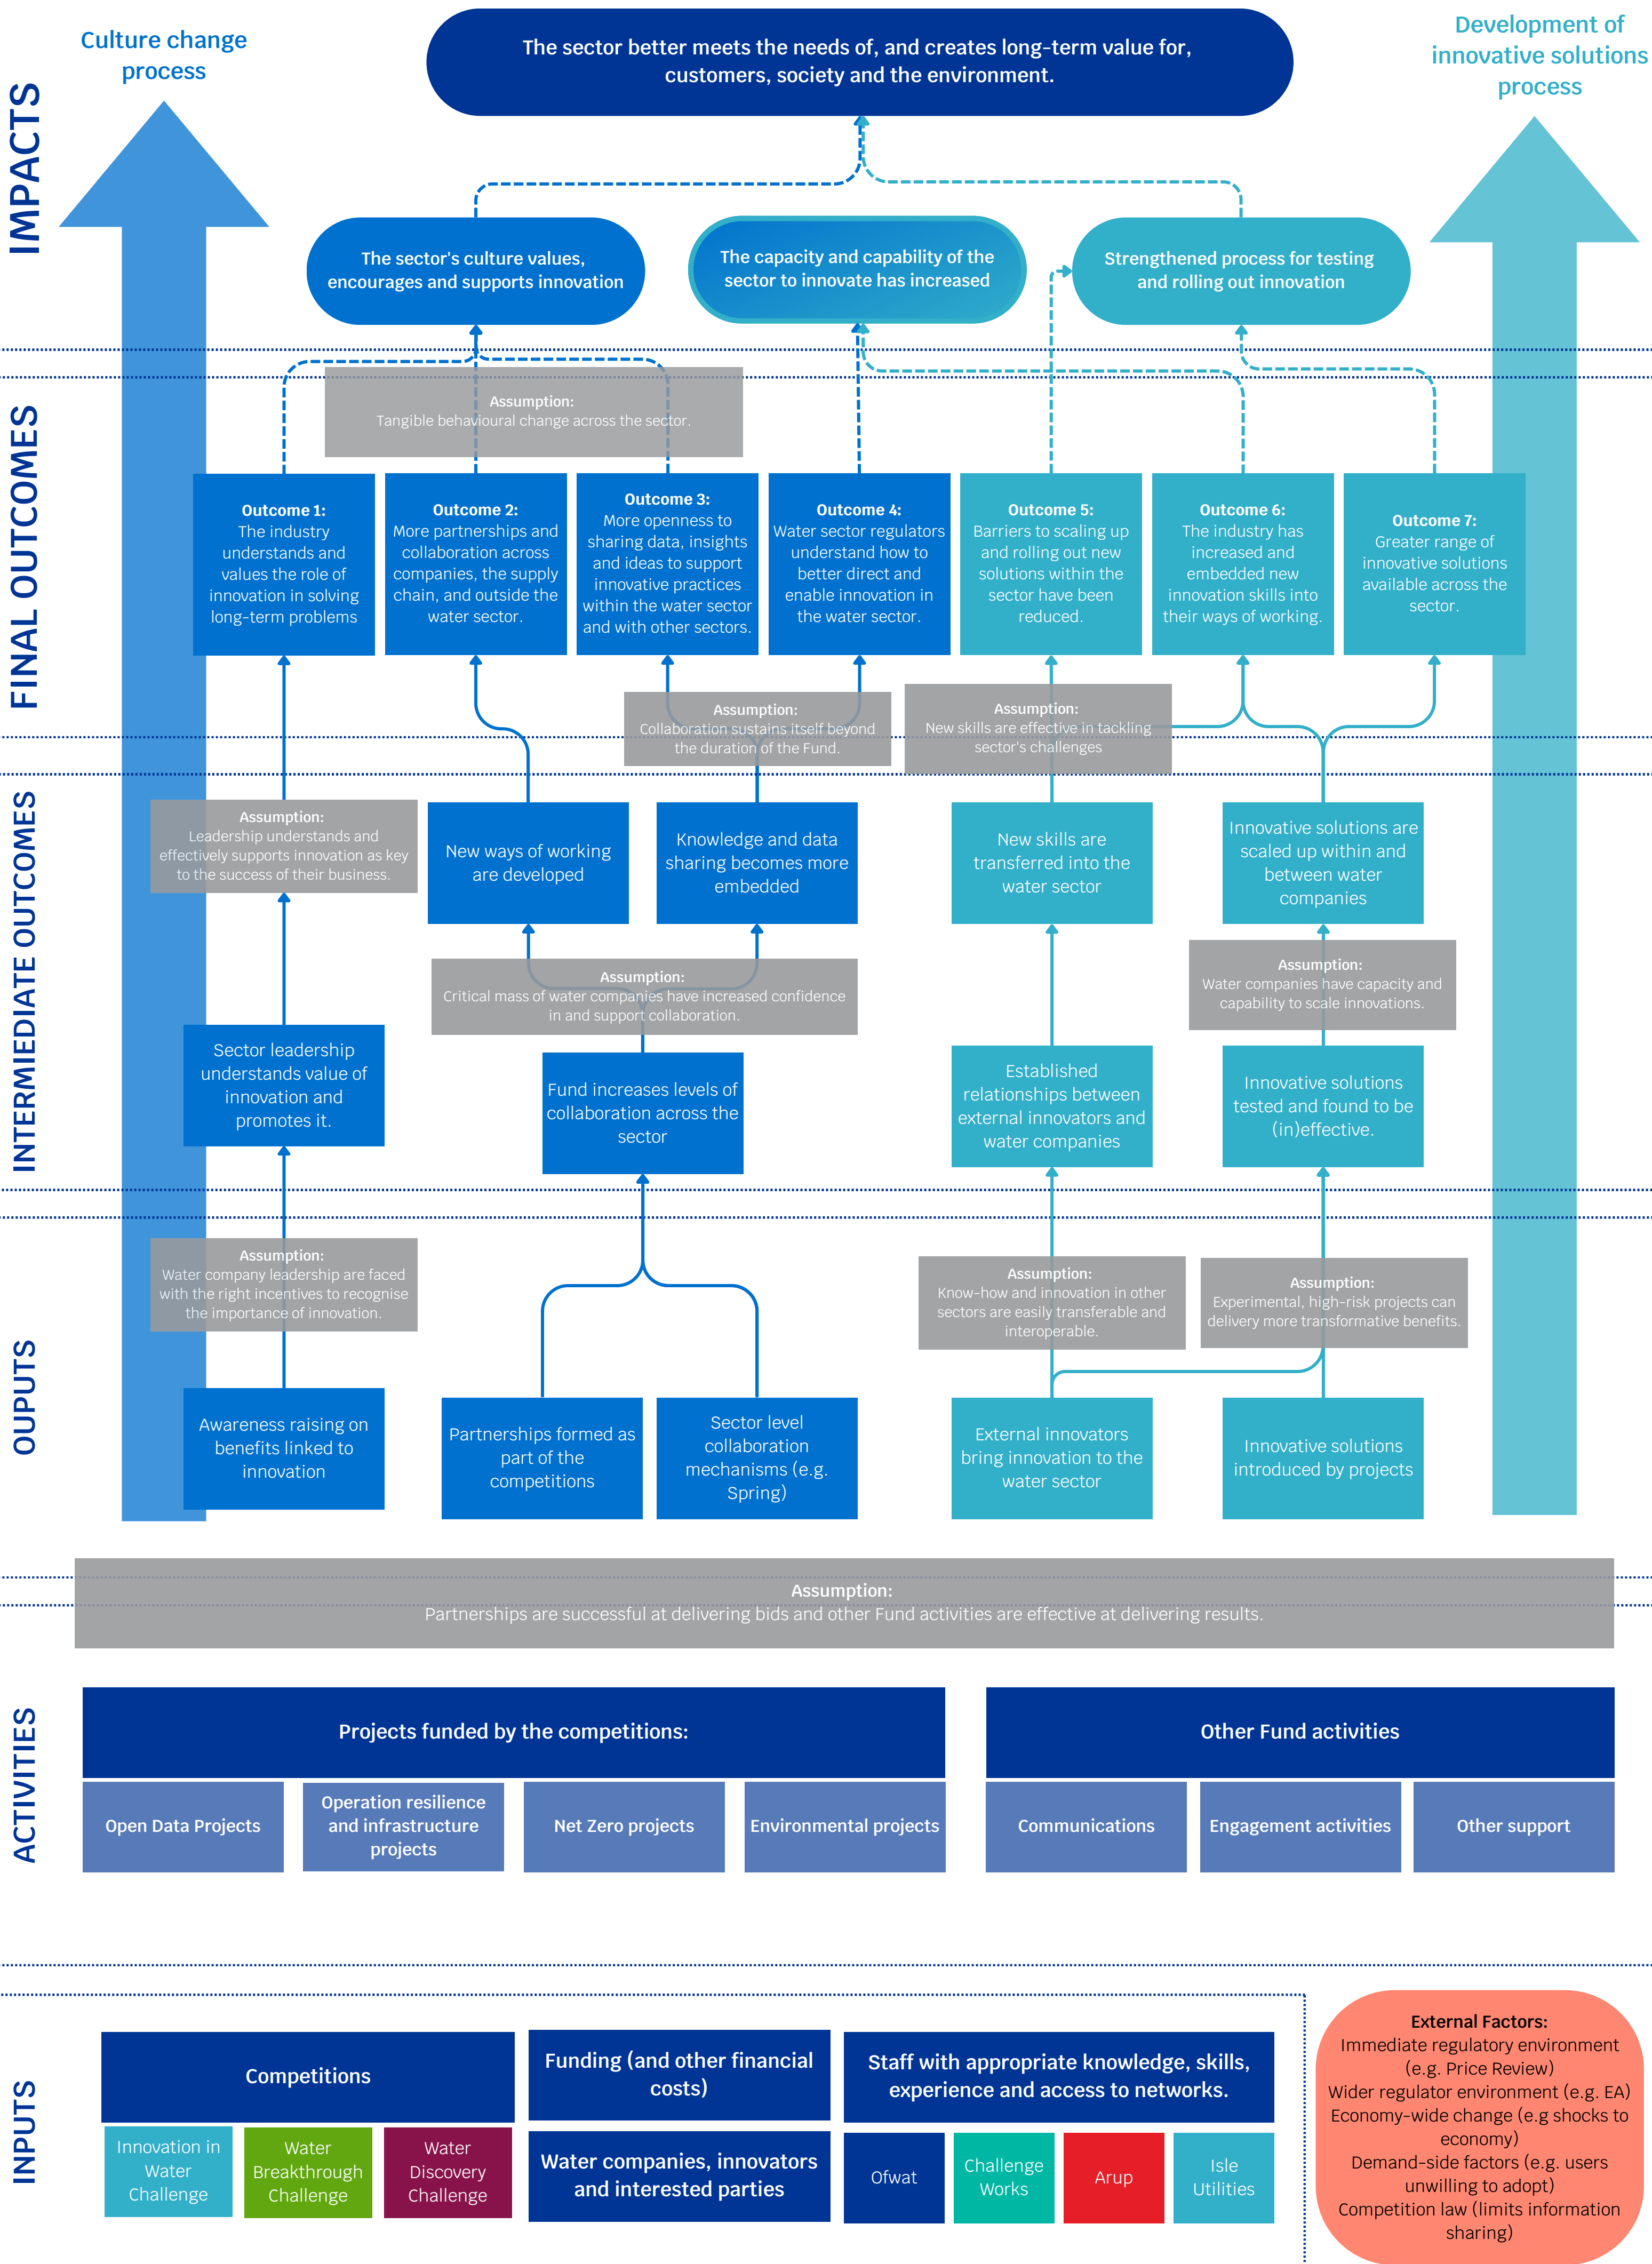 Culture change
process
The sector better meets the needs of, and creates long-term value for,
customers, society and the environment.
Development of
innovative solutions
process
IMPACTS
The sector's culture values,
encourages and supports innovation
The capacity and capability of the
sector to innovate has increased
Strengthened process for testing
and rolling out innovation
FINAL OUTCOMES
Assumption:
Tangible behavioural change across the sector.
Outcome 1:
The industry
understands and
values the role of
innovation in solving
long-term problems
Outcome 2:
More partnerships and
collaboration across
companies, the supply
chain, and outside the
water sector.
Outcome 3:
More openness to
sharing data, insights
and ideas to support
innovative practices
within the water sector
and with other sectors.
Outcome 4:
Water sector regulators
understand how to
better direct and
enable innovation in
the water sector.
Outcome 5:
Barriers to scaling up
and rolling out new
solutions within the
sector have been
reduced.
Outcome 6:
The industry has
increased and
embedded new
innovation skills into
their ways of working.
Outcome 7:
Greater range of
innovative solutions
available across the
sector.
Assumption:
Collaboration sustains itself beyond
the duration of the Fund.
Assumption:
New skills are effective in tackling
sector's challenges
INTERMIEDIATE OUTCOMES
Assumption:
Leadership understands and
effectively supports innovation as key
to the success of their business.
New ways of working
are developed
Knowledge and data
sharing becomes more
embedded
New skills are
transferred into the
water sector
Innovative solutions are
scaled up within and
between water
companies
Assumption:
Critical mass of water companies have increased confidence
in and support collaboration.
Assumption:
Water companies have capacity and
capability to scale innovations.
Sector leadership
understands value of
innovation and
promotes it.
Fund increases levels of
collaboration across the
sector
Established
relationships between
external innovators and
water companies
Innovative solutions
tested and found to be
(in)effective.
OUPUTS
Assumption:
Water company leadership are faced
with the right incentives to recognise
the importance of innovation.
Assumption:
Know-how and innovation in other
sectors are easily transferable and
interoperable.
Assumption:
Experimental, high-risk projects can
delivery more transformative benefits.
Awareness raising on
benefits linked to
innovation
Partnerships formed as
part of the
competitions
Sector level
collaboration
mechanisms (e.g.
Spring)
External innovators
bring innovation to the
water sector
Innovative solutions
introduced by projects
Assumption:
Partnerships are successful at delivering bids and other Fund activities are effective at delivering results.
ACTIVITIES
Projects funded by the competitions:
Open Data Projects
Operation resilience
and infrastructure
projects
Net Zero projects
Environmental projects
Other Fund activities
Communications
Engagement activities
Other support
INPUTS
Competitions
Innovation in
Water
Challenge
Water
Breakthrough
Challenge
Water
Discovery
Challenge
Funding (and other financial
costs)
Water companies, innovators
and interested parties
Staff with appropriate knowledge, skills,
experience and access to networks.
Ofwat
Challenge
Works
Arup
Isle
Utilities
External Factors:
Immediate regulatory environment
(e.g. Price Review)
Wider regulator environment (e.g. EA)
Economy-wide change (e.g shocks to
economy)
Demand-side factors (e.g. users
unwilling to adopt)
Competition law (limits information
sharing)